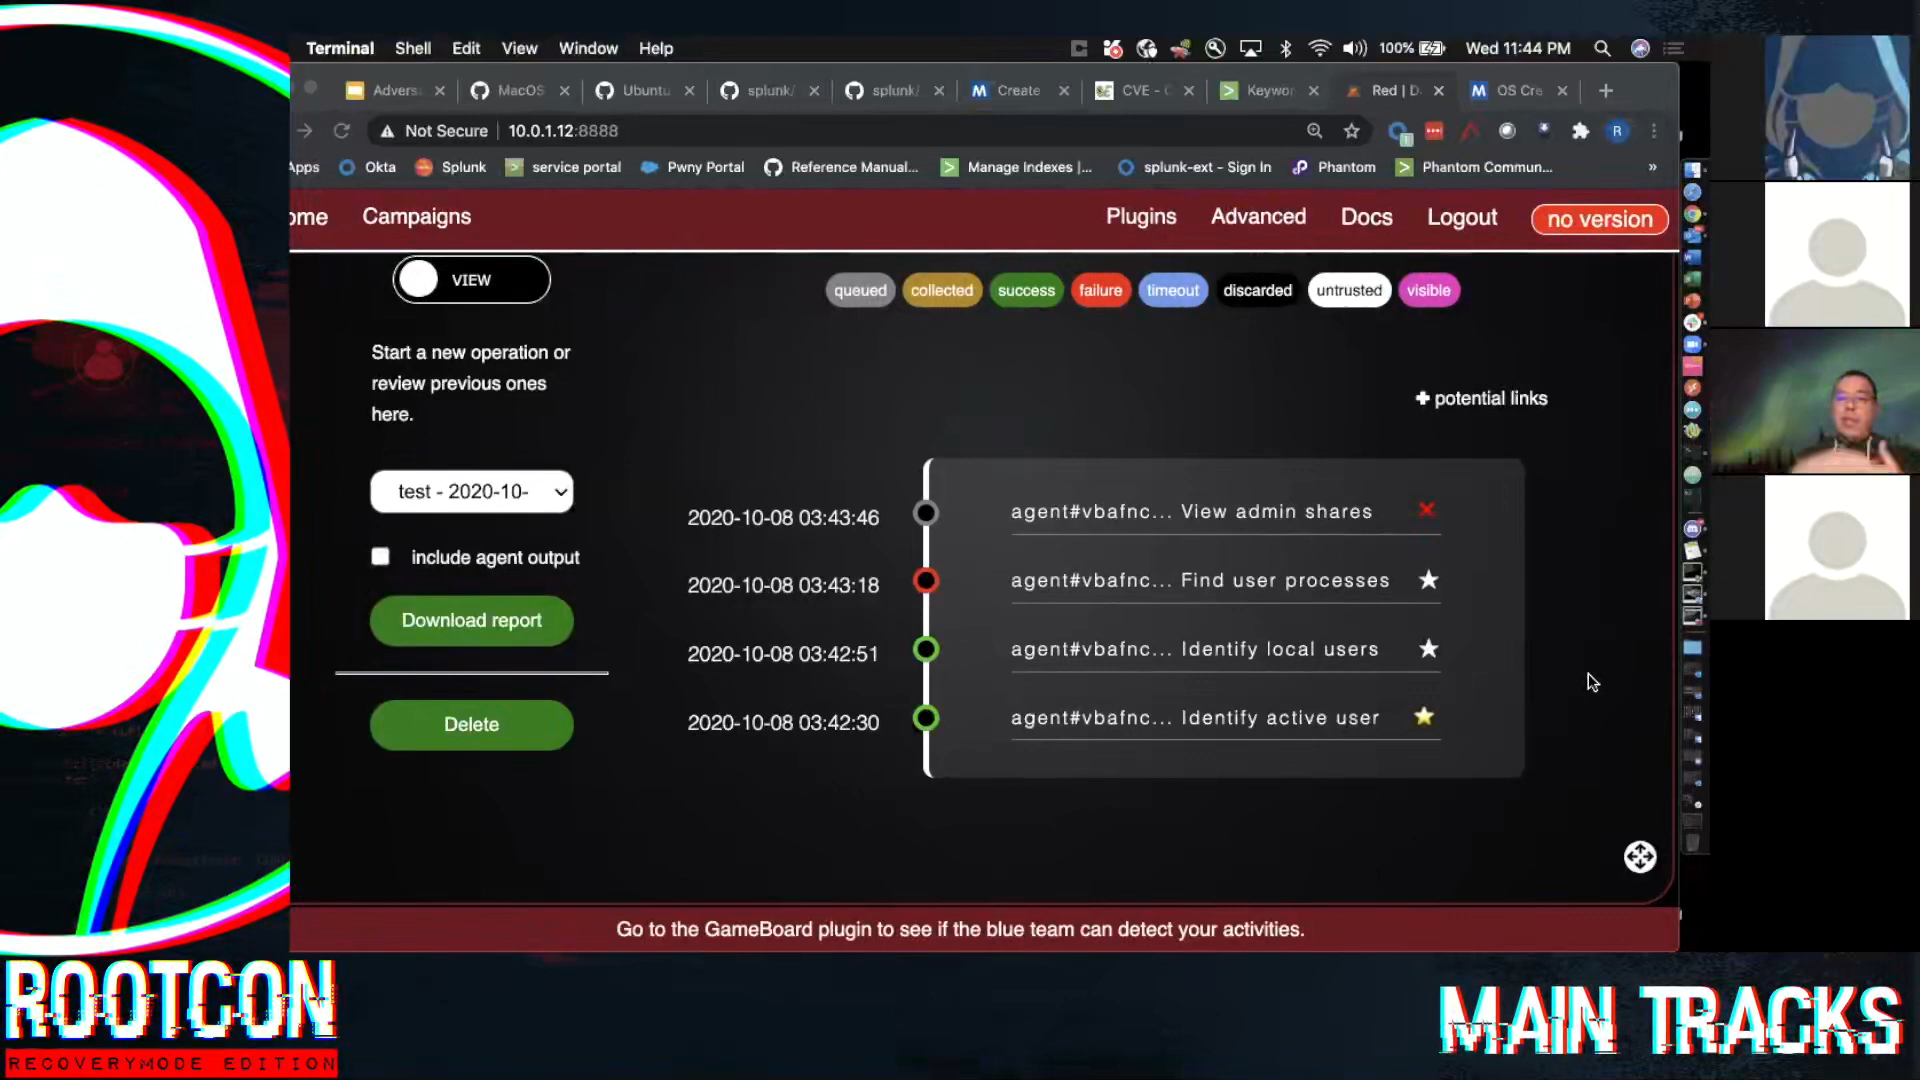 Terminal Shell Edit View Window Help 100% Wed 11:44 PM
Advers MacOS Ubuntu splunk/ splunk/ Create CVE - C Keywor Red | D OS Cre
Not Secure 10.0.1.12:8888
Apps Okta Splunk service portal Pwny Portal Reference Manual... Manage Indexes |... splunk-ext - Sign In Phantom Phantom Commun... »
ome Campaigns Plugins Advanced Docs Logout no version
VIEW
queued collected success failure timeout discarded untrusted visible
Start a new operation or
review previous ones
here.
+ potential links
test - 2020-10-
include agent output
Download report
Delete
2020-10-08 03:43:46 agent#vbafnc... View admin shares
2020-10-08 03:43:18 agent#vbafnc... Find user processes
2020-10-08 03:42:51 agent#vbafnc... Identify local users
2020-10-08 03:42:30 agent#vbafnc... Identify active user
Go to the GameBoard plugin to see if the blue team can detect your activities.
ROOTCON
RECOVERYMODE EDITION
MAIN TRACKS